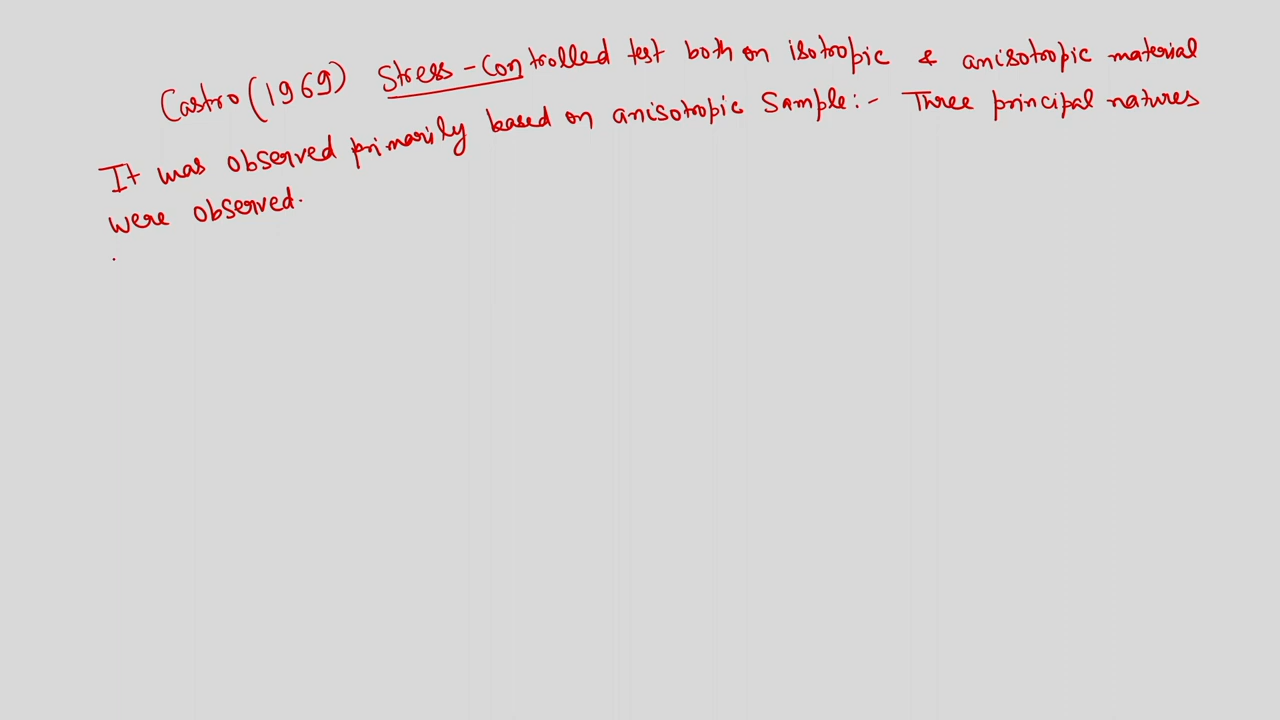 Castro (1969) Stress-Controlled test both on isotropic & anisotropic material
It was observed primarily based on anisotropic Sample:- Three principal natures
were observed.